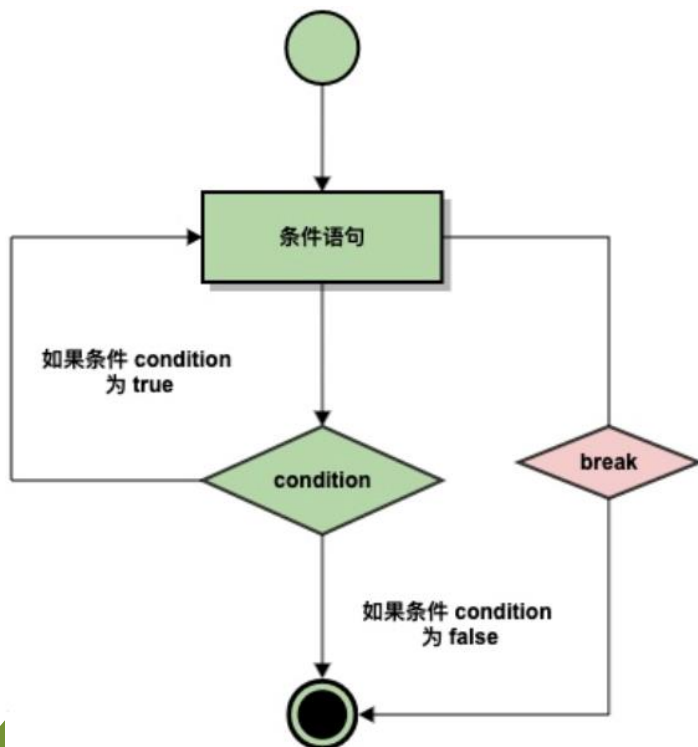 条件语句
如果条件 condition
为 true
condition
break
如果条件 condition
为 false